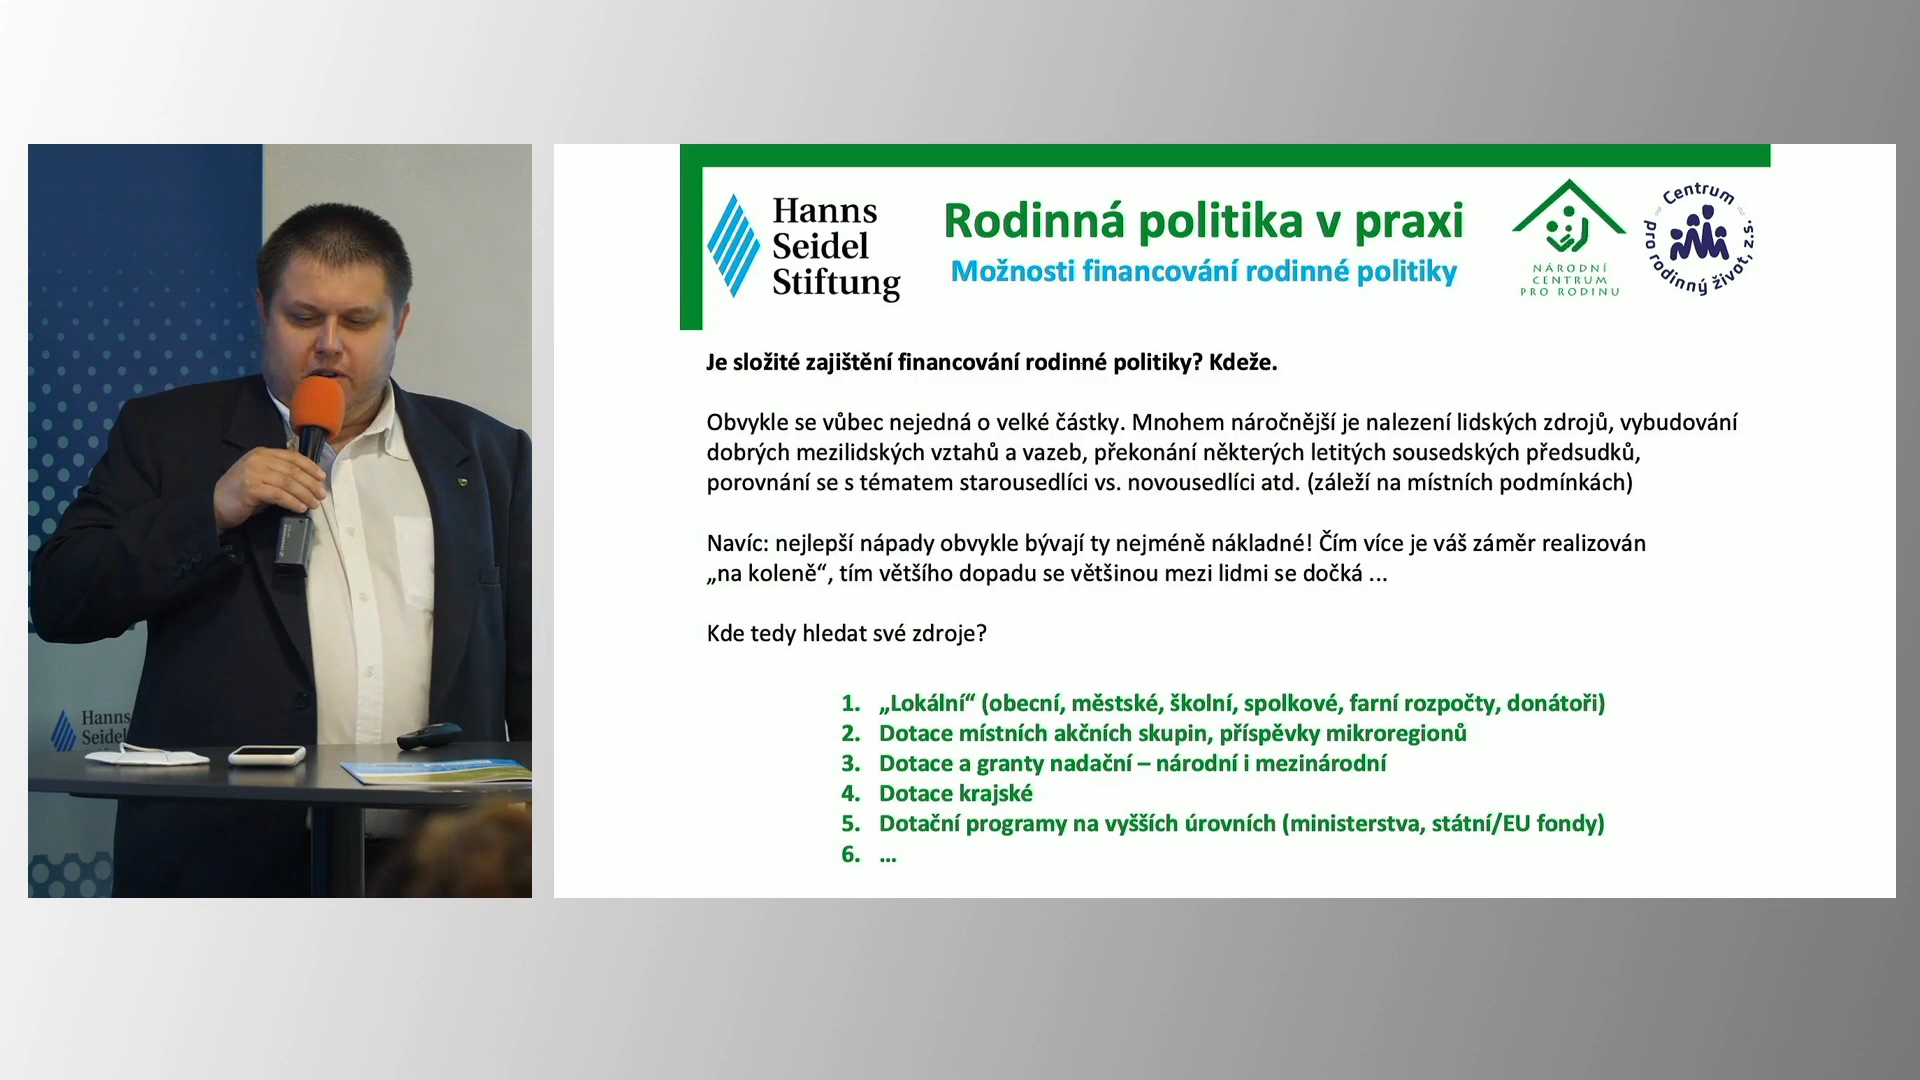 Hanns
Seidel
Stiftung
Rodinná politika v praxi
Možnosti financování rodinné politiky
NÁRODNÍ
CENTRUM
PRO RODINU
Centrum
pro rodinný život, z.s.
Je složité zajištění financování rodinné politiky? Kdeže.
Obvykle se vůbec nejedná o velké částky. Mnohem náročnější je nalezení lidských zdrojů, vybudování
dobrých mezilidských vztahů a vazeb, překonání některých letitých sousedských předsudků,
porovnání se s tématem starousedlíci vs. novousedlíci atd. (záleží na místních podmínkách)
Navíc: nejlepší nápady obvykle bývají ty nejméně nákladné! Čím více je váš záměr realizován
„na koleně“, tím většího dopadu se většinou mezi lidmi se dočká ...
Kde tedy hledat své zdroje?
1. „Lokální“ (obecní, městské, školní, spolkové, farní rozpočty, donátoři)
2. Dotace místních akčních skupin, příspěvky mikroregionů
3. Dotace a granty nadační – národní i mezinárodní
4. Dotace krajské
5. Dotační programy na vyšších úrovních (ministerstva, státní/EU fondy)
6. ...
Hanns
Seidel